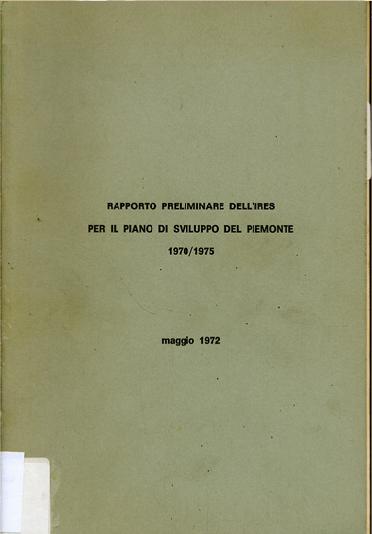 RAPPORTO PRELIMINARE DELL'IRES
PER IL PIANO DI SVILUPPO DEL PIEMONTE
1970/1975
maggio 1972